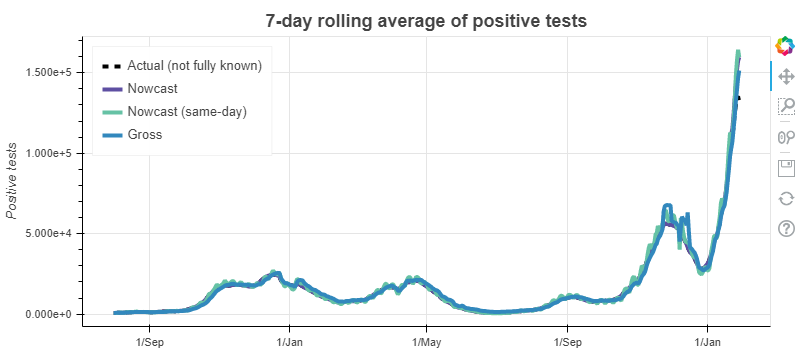 7-day rolling average of positive tests
Actual (not fully known)
Nowcast
Nowcast (same-day)
Gross
Positive tests
1.500e+5
1.000e+5
5.000e+4
0.000e+0
1/Sep
1/Jan
1/May
1/Sep
1/Jan